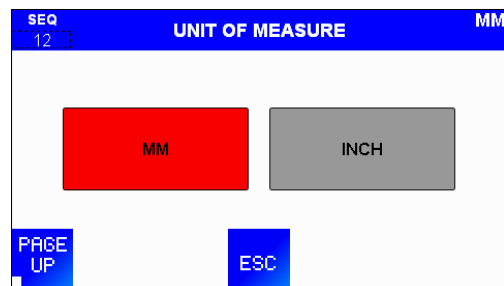 SEQ
12
UNIT OF MEASURE
MM
MM
INCH
PAGE
UP
ESC